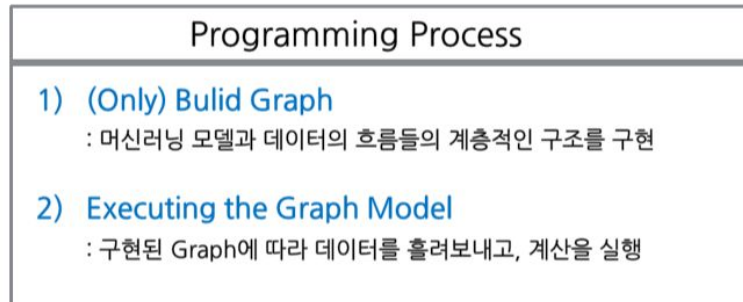 Programming Process
1) (Only) Bulid Graph
: 머신러닝 모델과 데이터의 흐름들의 계층적인 구조를 구현
2) Executing the Graph Model
: 구현된 Graph에 따라 데이터를 흘려보내고, 계산을 실행